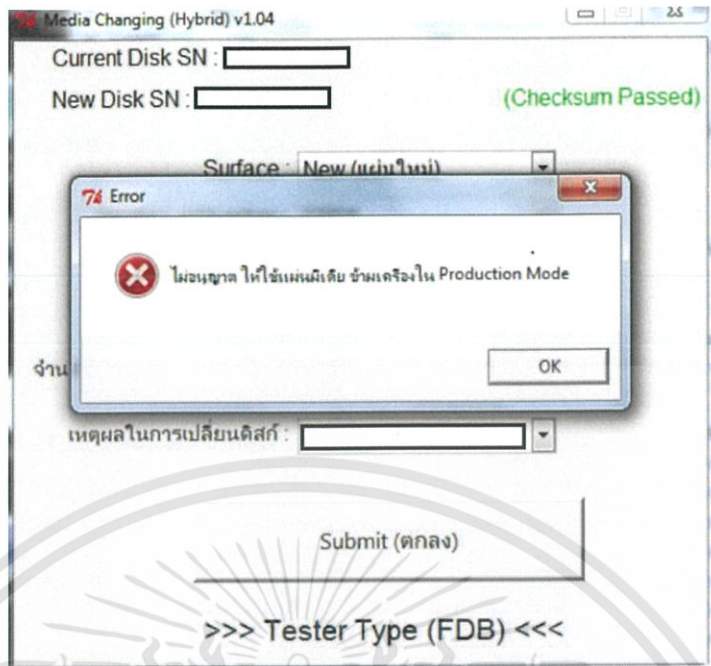 Media Changing (Hybrid) v1.04
Current Disk SN :
New Disk SN :
(Checksum Passed)
Surface : New (แผ่นใหม่)
Error
ไม่อนุญาต ให้ใช้แผ่นมีเดีย ข้ามเครื่องใน Production Mode
OK
จำน
เหตุผลในการเปลี่ยนดิสก์ :
Submit (ตกลง)
>>> Tester Type (FDB) <<<